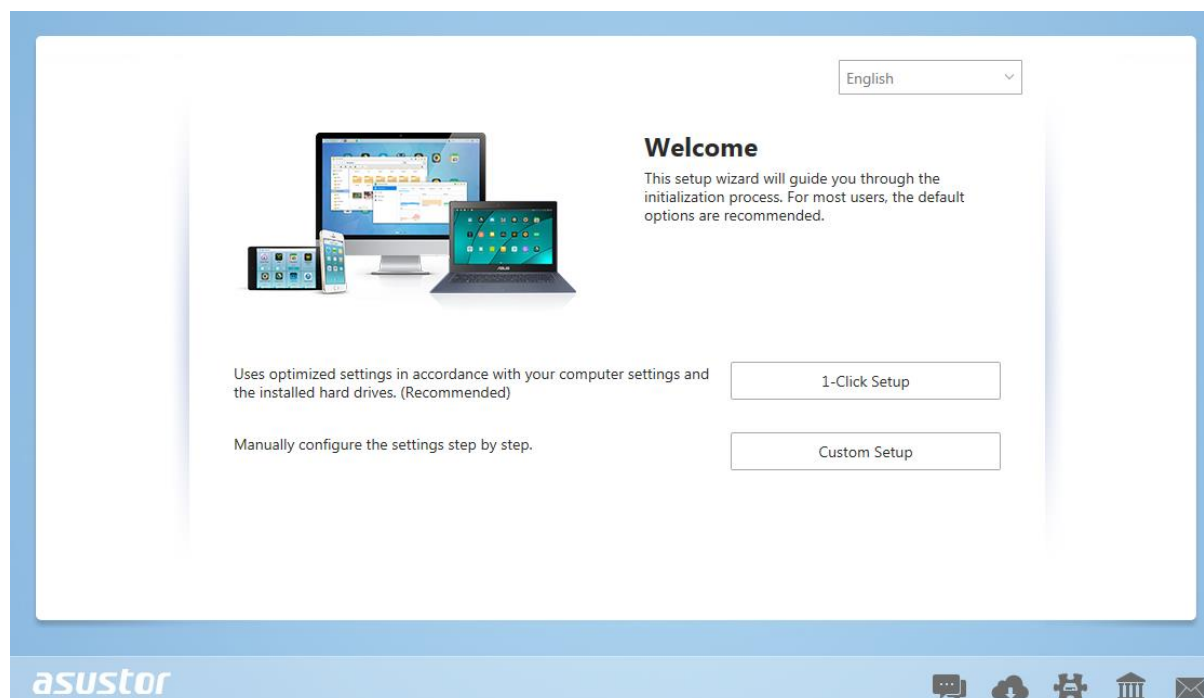 English
Welcome
This setup wizard will guide you through the
initialization process. For most users, the default
options are recommended.
Uses optimized settings in accordance with your computer settings and
the installed hard drives. (Recommended)
1-Click Setup
Manually configure the settings step by step.
Custom Setup
asustor